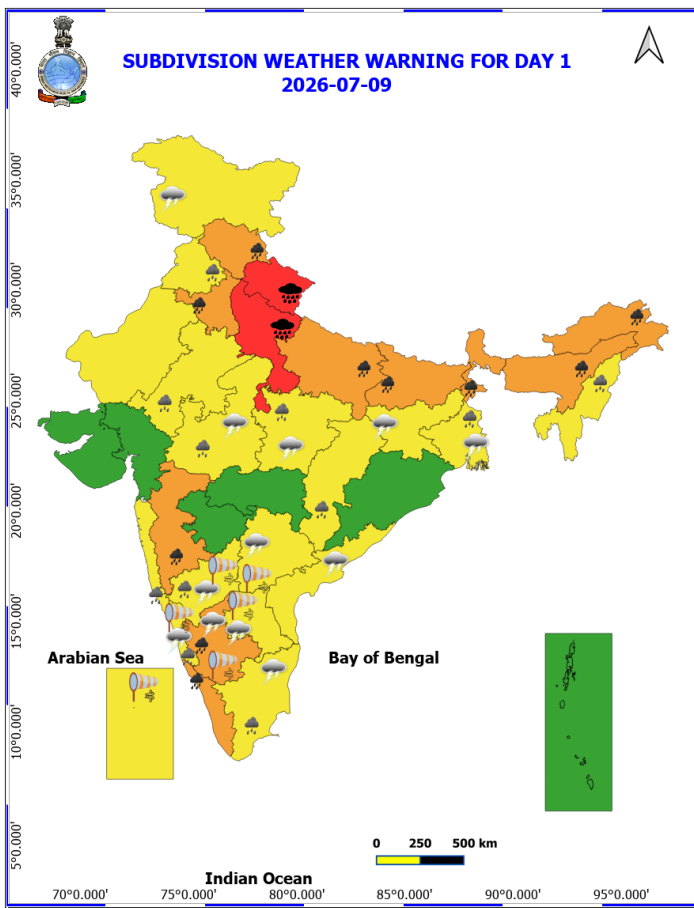 SUBDIVISION WEATHER WARNING FOR DAY 1
2026-07-09
40°0.000'
35°0.000'
30°0.000'
25°0.000'
20°0.000'
15°0.000'
10°0.000'
5°0.000'
Arabian Sea
Bay of Bengal
0 250 500 km
Indian Ocean
70°0.000' 75°0.000' 80°0.000' 85°0.000' 90°0.000' 95°0.000'